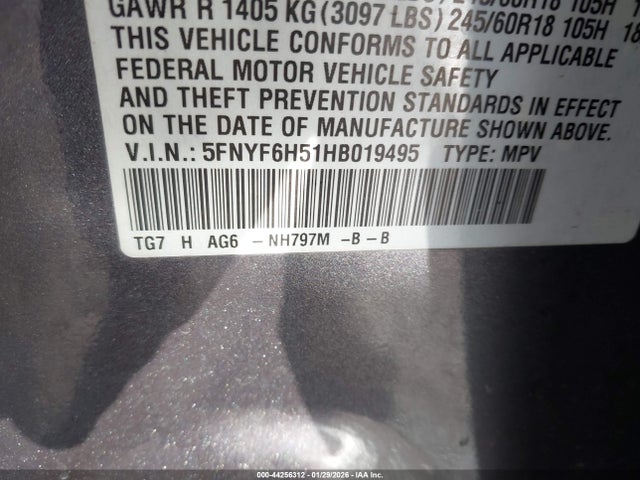 GAWR R 1405 KG (3097 LBS) 245/60R18 105H 18
THIS VEHICLE CONFORMS TO ALL APPLICABLE
FEDERAL MOTOR VEHICLE SAFETY
AND THEFT PREVENTION STANDARDS IN EFFECT
ON THE DATE OF MANUFACTURE SHOWN ABOVE.
V.I.N.: 5FNYF6H51HB019495 TYPE: MPV
TG7 H AG6 - NH797M - B - B
000-44256312 | 01/29/2026 - IAA Inc.